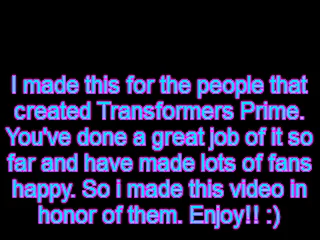 I made this for the people that
created Transformers Prime.
You've done a great job of it so
far and have made lots of fans
happy. So i made this video in
honor of them. Enjoy!! :)